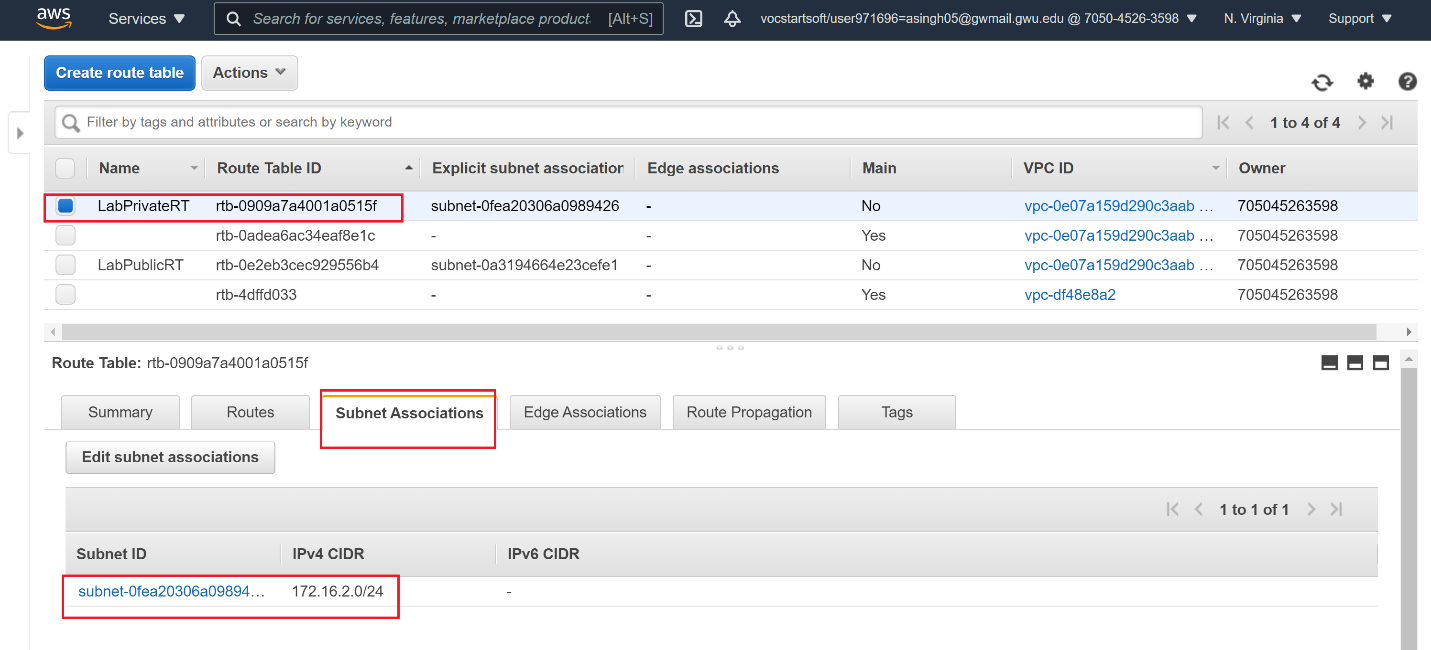 aws Services Search for services, features, marketplace product. [Alt+S] vocstartsoft/user971696=asingh05@gwmail.gwu.edu @ 7050-4526-3598 N. Virginia Support
Create route table Actions
Filter by tags and attributes or search by keyword 1 to 4 of 4
Name Route Table ID Explicit subnet association Edge associations Main VPC ID Owner
LabPrivateRT rtb-0909a7a4001a0515f subnet-0fea20306a0989426 - No vpc-0e07a159d290c3aab ... 705045263598
rtb-0adea6ac34eaf8e1c - - Yes vpc-0e07a159d290c3aab ... 705045263598
LabPublicRT rtb-0e2eb3cec929556b4 subnet-0a3194664e23cefe1 - No vpc-0e07a159d290c3aab ... 705045263598
rtb-4dffd033 - - Yes vpc-df48e8a2 705045263598
Route Table: rtb-0909a7a4001a0515f
Summary Routes Subnet Associations Edge Associations Route Propagation Tags
Edit subnet associations
1 to 1 of 1
Subnet ID IPv4 CIDR IPv6 CIDR
subnet-0fea20306a09894... 172.16.2.0/24 -